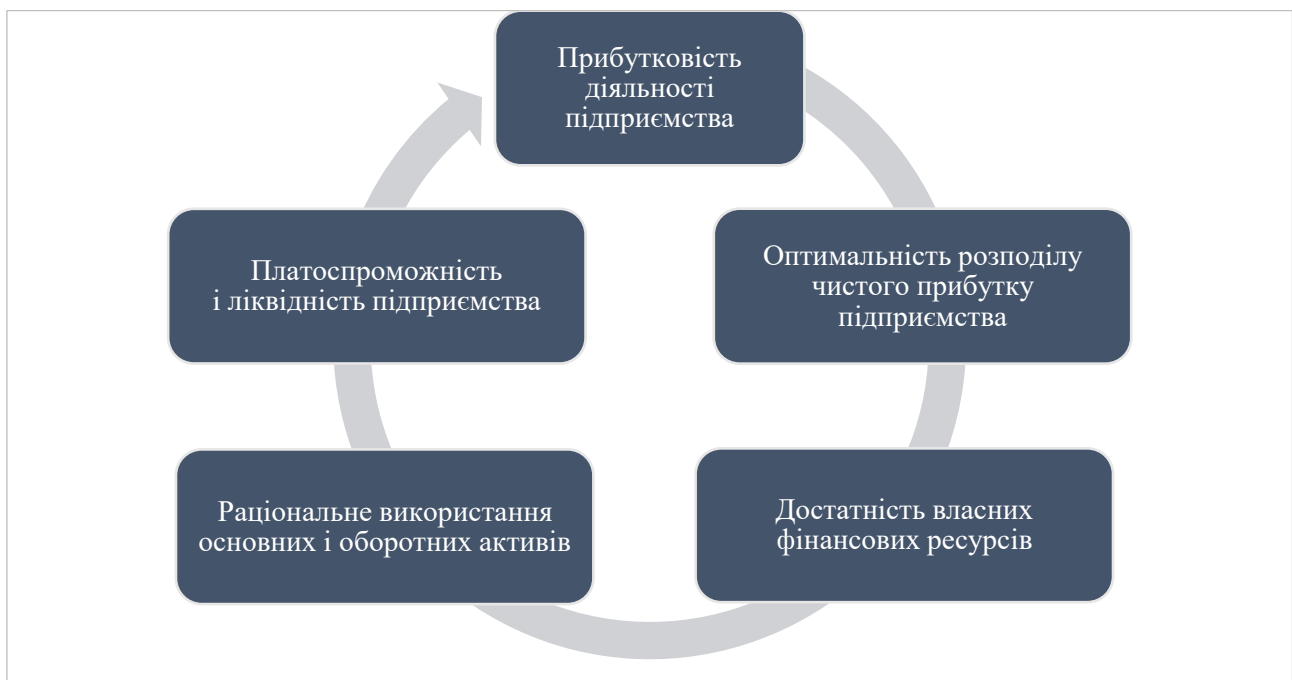 Прибутковість
діяльності
підприємства
Оптимальність розподілу
чистого прибутку
підприємства
Достатність власних
фінансових ресурсів
Раціональне використання
основних і оборотних активів
Платоспроможність
і ліквідність підприємства